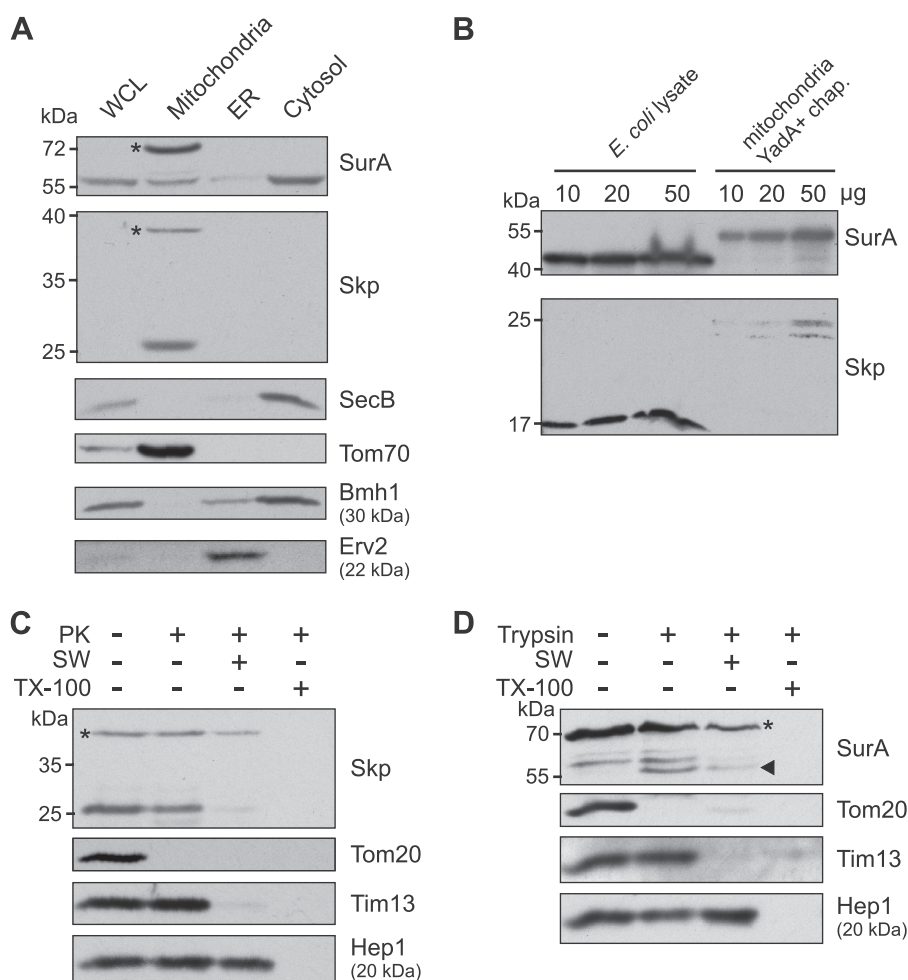 A
WCL Mitochondria ER Cytosol
kDa
72
*
55
SurA
40
*
35
25
Skp
SecB
Tom70
Bmh1
(30 kDa)
Erv2
(22 kDa)
B
E. coli lysate
mitochondria
YadA+ chap.
kDa 10 20 50 10 20 50 µg
55
40
SurA
25
17
Skp
C
PK - + + +
SW - - + -
TX-100 - - - +
kDa
*
35
25
Skp
Tom20
Tim13
Hep1
(20 kDa)
D
Trypsin - + + +
SW - - + -
TX-100 - - - +
kDa
70
*
55
SurA
Tom20
Tim13
Hep1
(20 kDa)